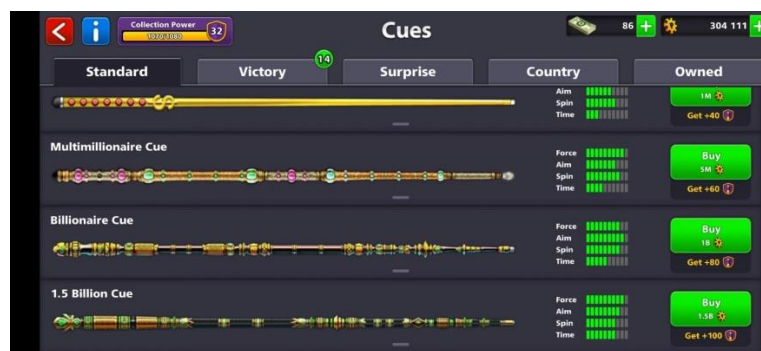 Collection Power
1070/1080
32
Cues
86
304 111
Standard
Victory
14
Surprise
Country
Owned
Aim
Spin
Time
1M
Get +40
Multimillionaire Cue
Force
Aim
Spin
Time
Buy
5M
Get +60
Billionaire Cue
Force
Aim
Spin
Time
Buy
1B
Get +80
1.5 Billion Cue
Force
Aim
Spin
Time
Buy
1.5B
Get +100